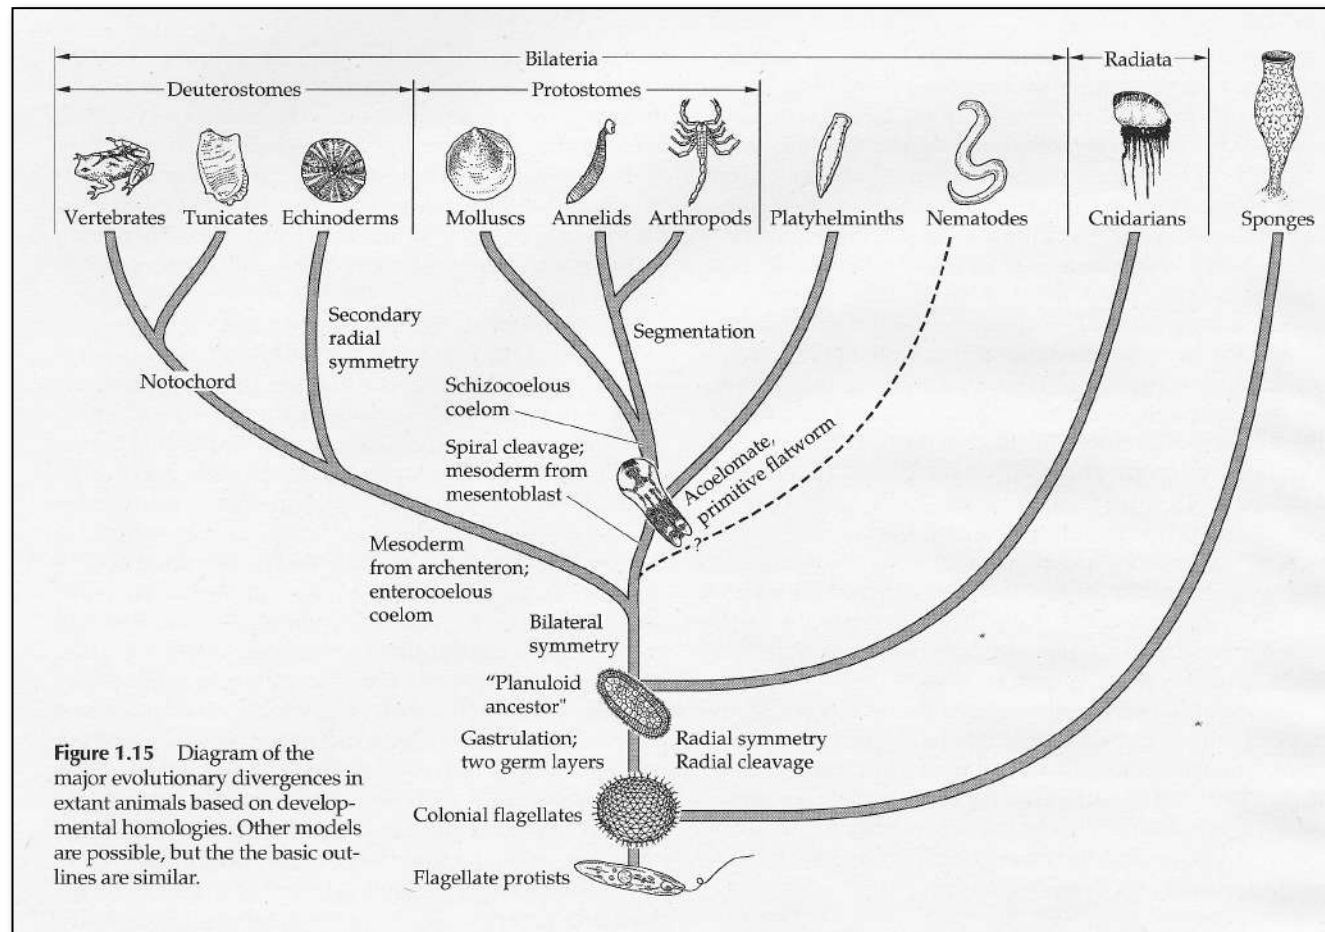 Bilateria
Radiata
Deuterostomes
Protostomes
Vertebrates
Tunicates
Echinoderms
Molluscs
Annelids
Arthropods
Platyhelminths
Nematodes
Cnidarians
Sponges
Secondary
radial
symmetry
Segmentation
Notochord
Schizocoelous
coelom
Spiral cleavage;
mesoderm from
mesentoblast
Acoelomate,
primitive flatworm
?
Mesoderm
from archenteron;
enterocoelous
coelom
Bilateral
symmetry
“Planuloid
ancestor"
Gastrulation;
two germ layers
Radial symmetry
Radial cleavage
Colonial flagellates
Flagellate protists
Figure 1.15 Diagram of the
major evolutionary divergences in
extant animals based on develop-
mental homologies. Other models
are possible, but the the basic out-
lines are similar.